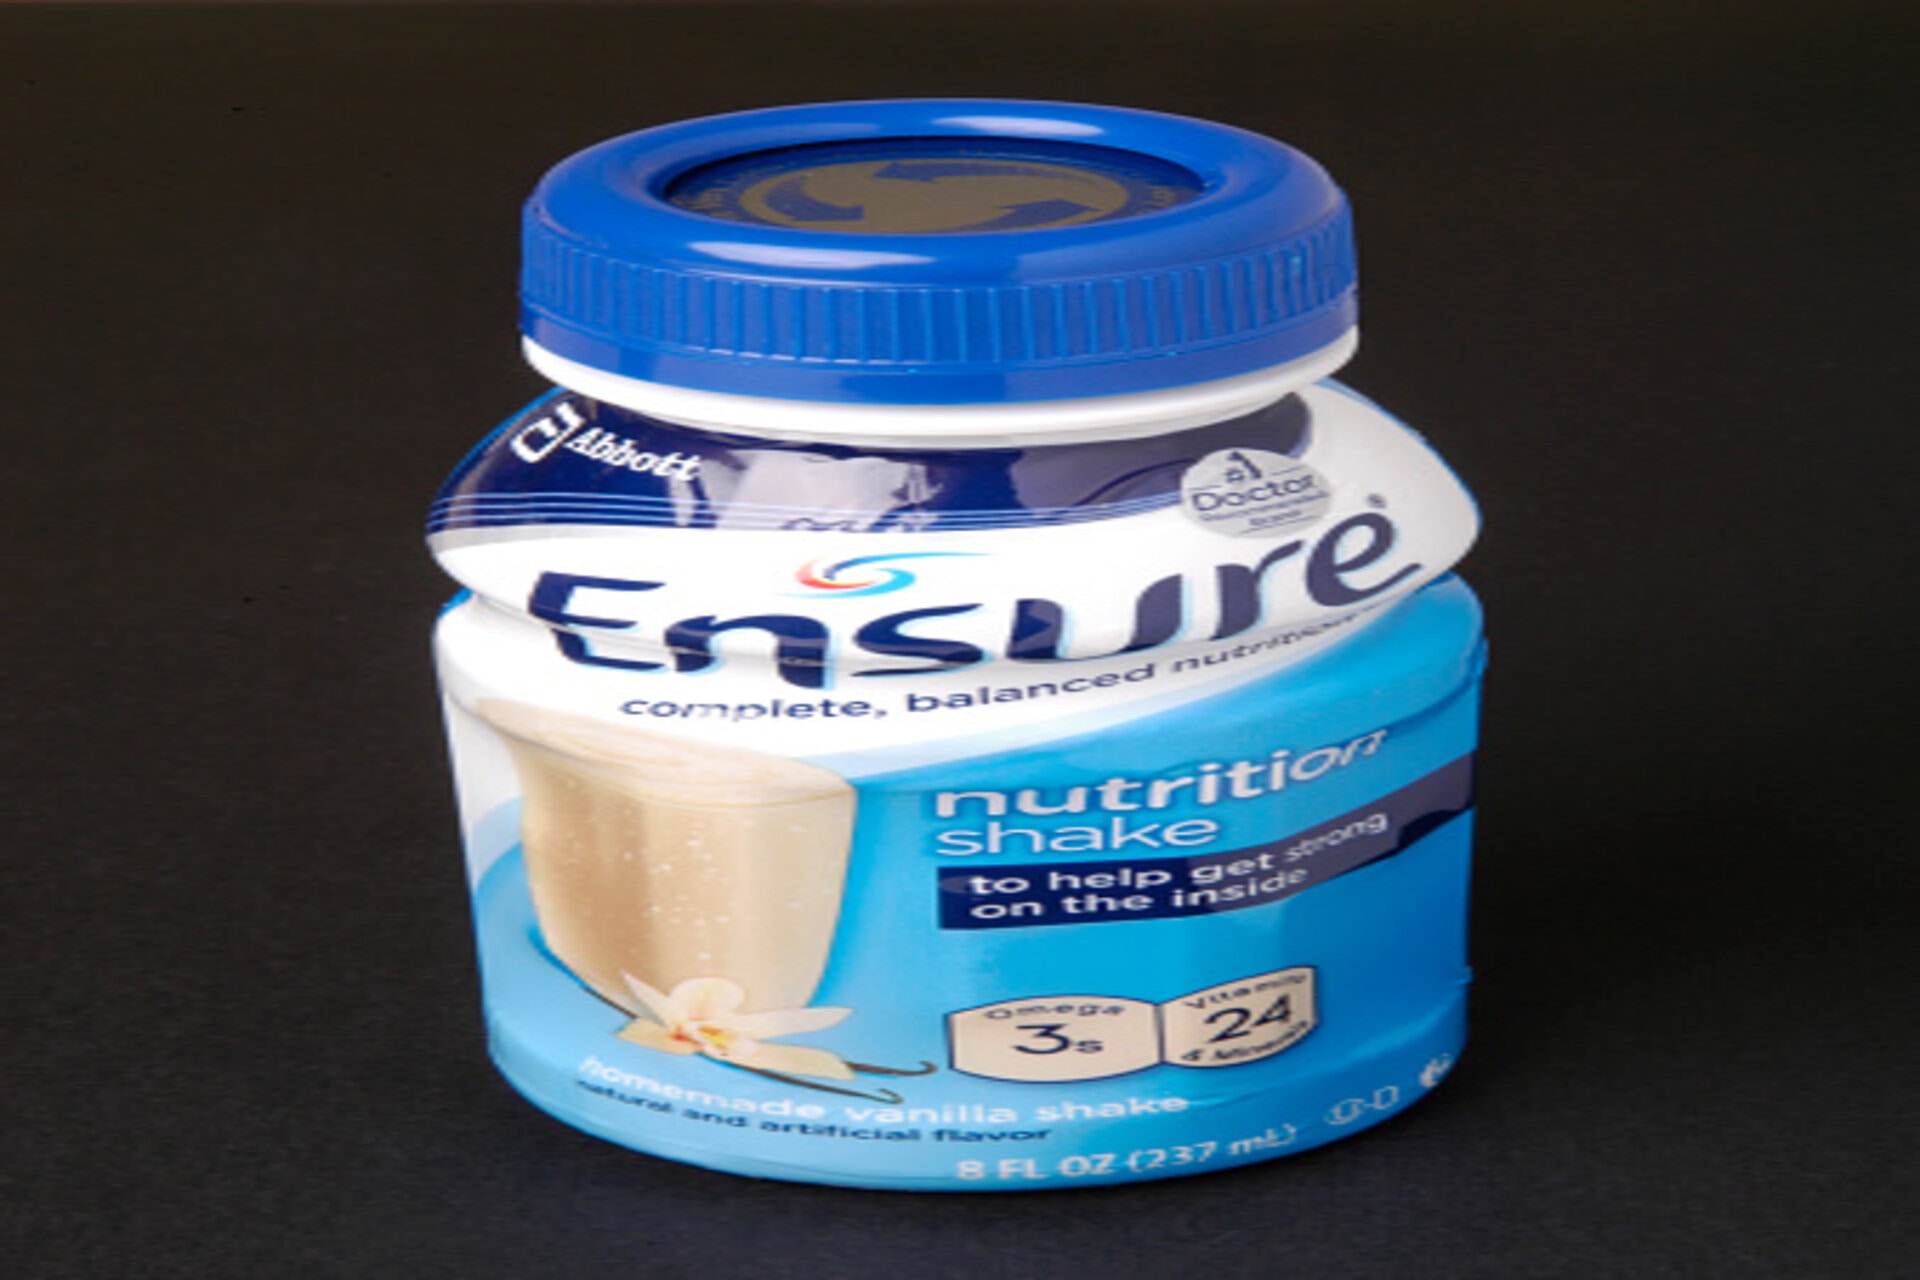 Abbott
#1
Doctor
Ensure®
complete, balanced nutrition
nutrition
shake
to help get strong
on the inside
Omega
3s
Vitamins
24
& Minerals
homemade vanilla shake
natural and artificial flavor
8 FL OZ (237 mL)
U-D